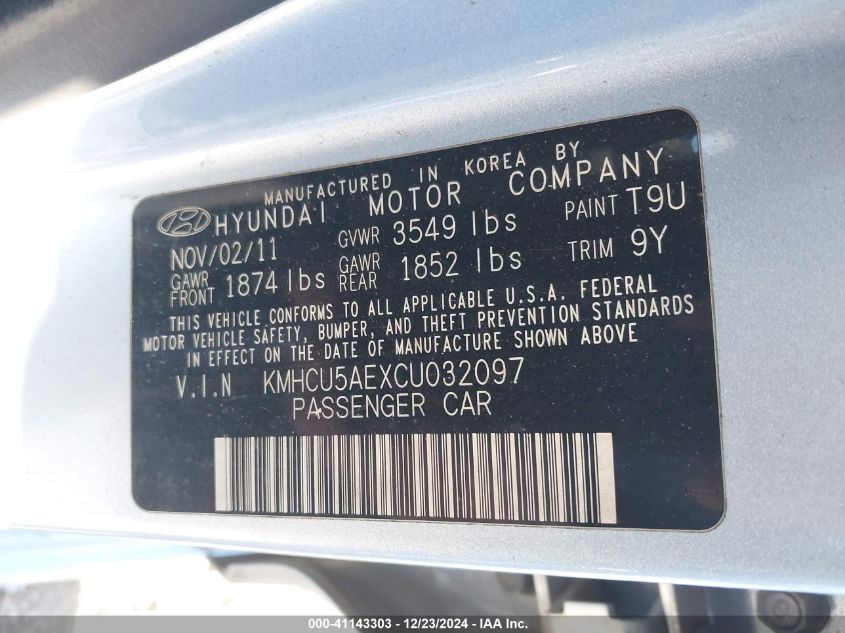 MANUFACTURED IN KOREA BY
HYUNDAI MOTOR COMPANY
NOV/02/11 GVWR 3549 lbs PAINT T9U
GAWR FRONT 1874 lbs GAWR REAR 1852 lbs TRIM 9Y
THIS VEHICLE CONFORMS TO ALL APPLICABLE U.S.A. FEDERAL
MOTOR VEHICLE SAFETY, BUMPER, AND THEFT PREVENTION STANDARDS
IN EFFECT ON THE DATE OF MANUFACTURE SHOWN ABOVE
V.I.N KMHCU5AEXCU032097
PASSENGER CAR
000-41143303 - 12/23/2024 - IAA Inc.